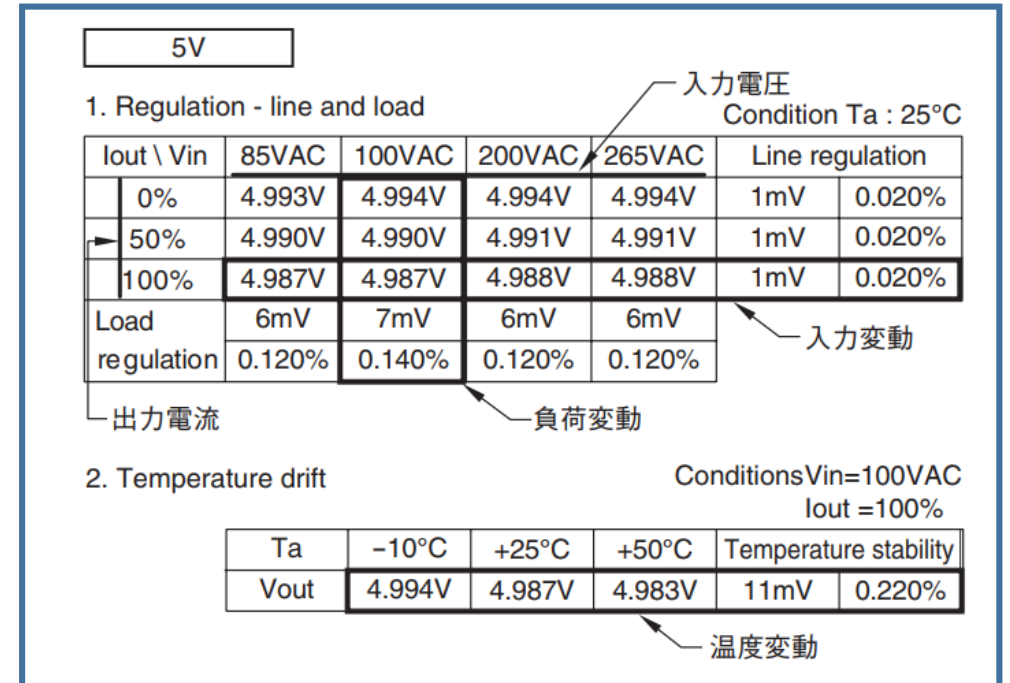 5V
入力電圧
1. Regulation - line and load
Condition Ta : 25°C
Iout \ Vin 85VAC 100VAC 200VAC 265VAC Line regulation
0% 4.993V 4.994V 4.994V 4.994V 1mV 0.020%
50% 4.990V 4.990V 4.991V 4.991V 1mV 0.020%
100% 4.987V 4.987V 4.988V 4.988V 1mV 0.020%
Load 6mV 7mV 6mV 6mV
regulation 0.120% 0.140% 0.120% 0.120%
入力変動
出力電流
負荷変動
2. Temperature drift
ConditionsVin=100VAC
Iout =100%
Ta −10°C +25°C +50°C Temperature stability
Vout 4.994V 4.987V 4.983V 11mV 0.220%
温度変動